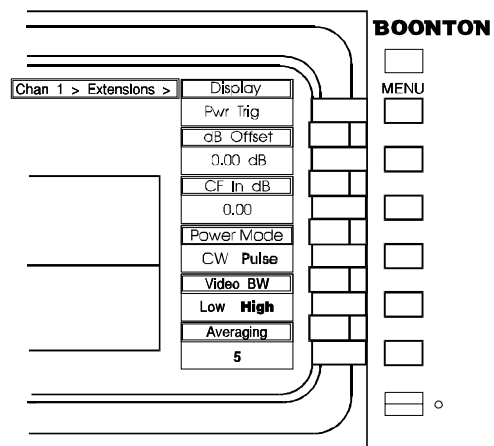 BOONTON
MENU
Chan 1 > Extensions >
Display
Pwr Trig
dB Offset
0.00 dB
CF In dB
0.00
Power Mode
CW Pulse
Video BW
Low High
Averaging
5